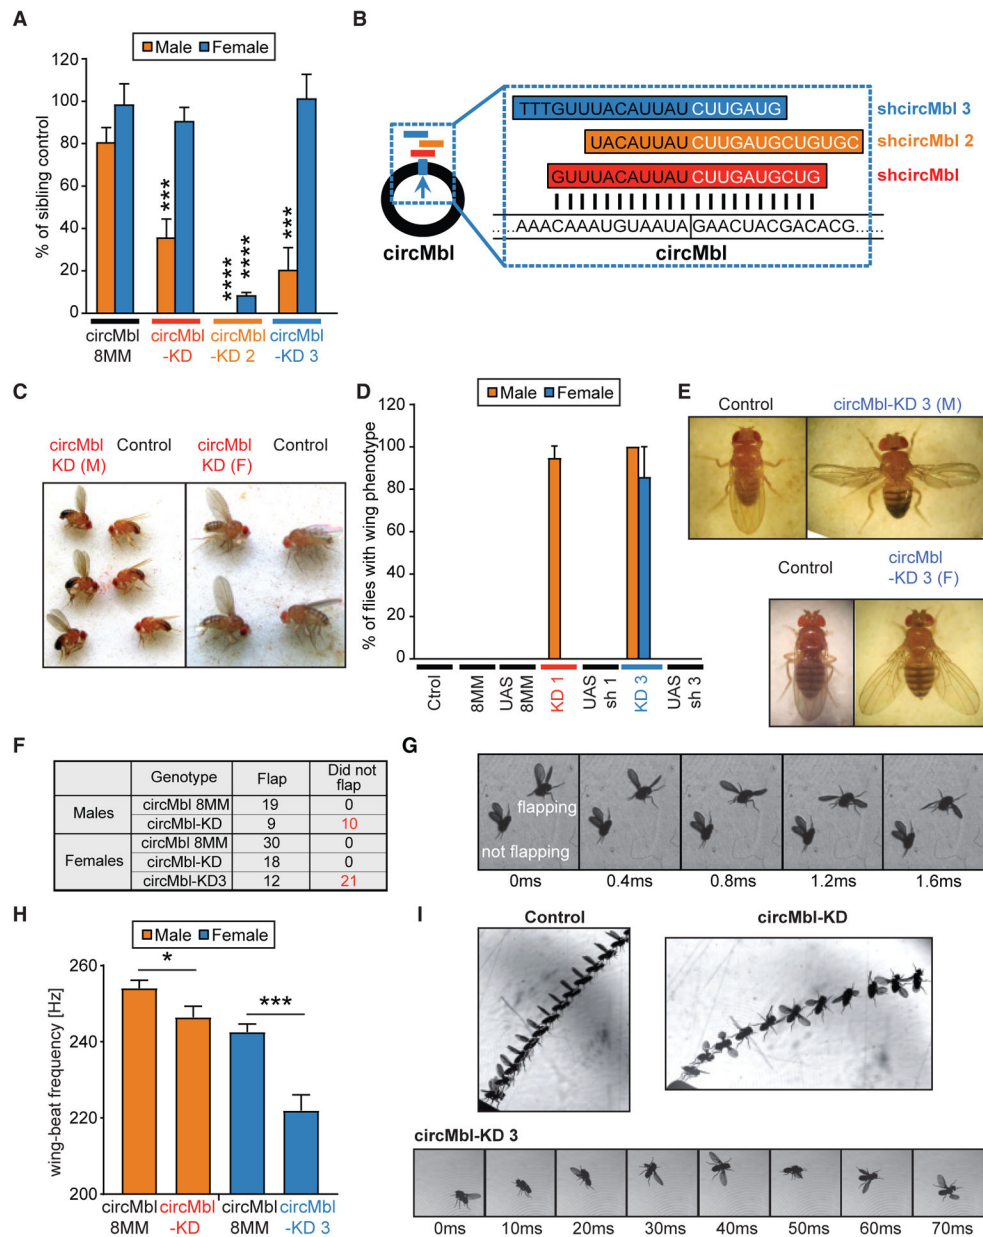 A
Male Female
% of sibling control
120
100
80
60
40
20
0
***
****
****
***
circMbl
8MM
circMbl
-KD
circMbl
-KD 2
circMbl
-KD 3
B
TTTGUUUACAUUAU CUUGAUG
shcircMbl 3
UACAUUAU CUUGAUGCUGUGC
shcircMbl 2
GUUUACAUUAU CUUGAUGCUG
shcircMbl
.....AAACAAAUGUAAUA GAACUACGACACG......
circMbl
circMbl
C
circMbl
KD (M)
Control
circMbl
KD (F)
Control
D
Male Female
% of flies with wing phenotype
120
100
80
60
40
20
0
Ctrol
8MM
UAS
8MM
KD 1
UAS
sh 1
KD 3
UAS
sh 3
E
Control
circMbl-KD 3 (M)
Control
circMbl
-KD 3 (F)
F
Genotype Flap Did not
flap
Males
circMbl 8MM 19 0
circMbl-KD 9 10
Females
circMbl 8MM 30 0
circMbl-KD 18 0
circMbl-KD3 12 21
G
flapping
not flapping
0ms
0.4ms
0.8ms
1.2ms
1.6ms
H
Male Female
wing-beat frequency [Hz]
260
240
220
200
*
***
circMbl
8MM
circMbl
-KD
circMbl
8MM
circMbl
-KD 3
I
Control
circMbl-KD
circMbl-KD 3
0ms
10ms
20ms
30ms
40ms
50ms
60ms
70ms